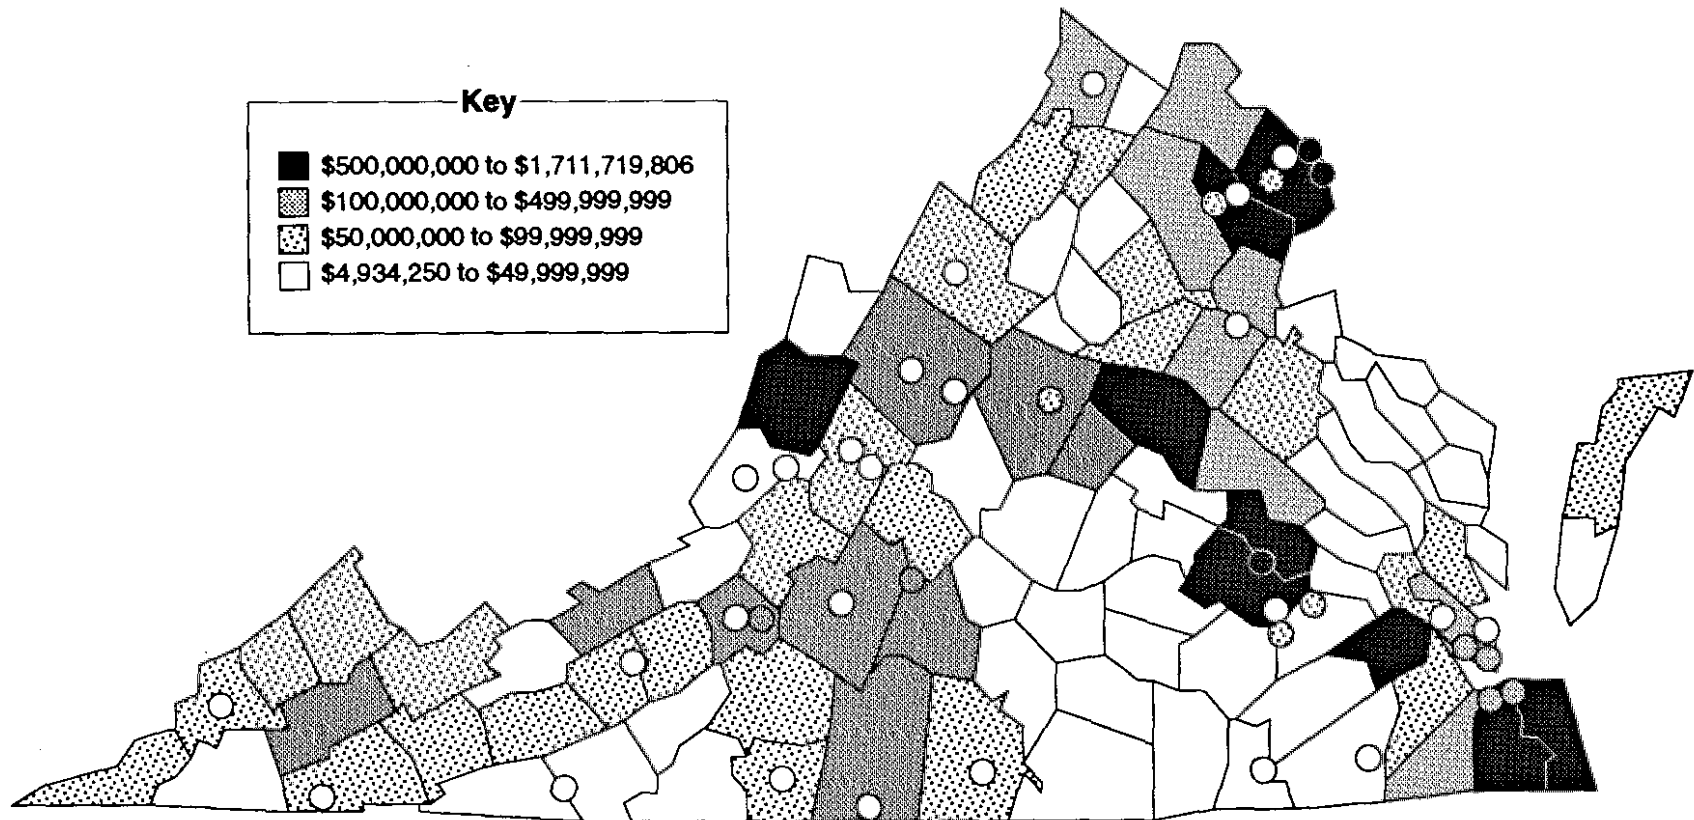 Key
$500,000,000 to $1,711,719,806
$100,000,000 to $499,999,999
$50,000,000 to $99,999,999
$4,934,250 to $49,999,999